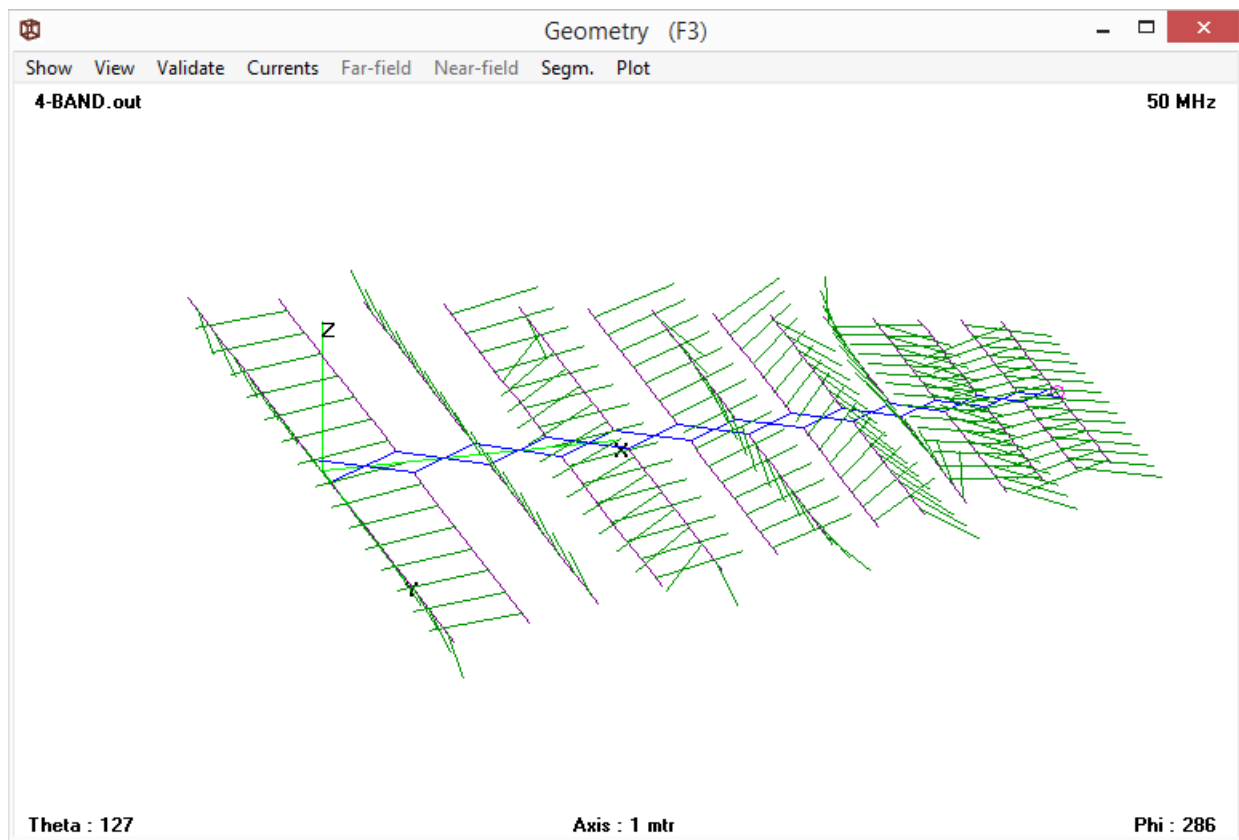 Geometry (F3)
Show View Validate Currents Far-field Near-field Segm. Plot
4-BAND.out 50 MHz
Z
X
Y
Theta : 127 Axis : 1 mtr Phi : 286